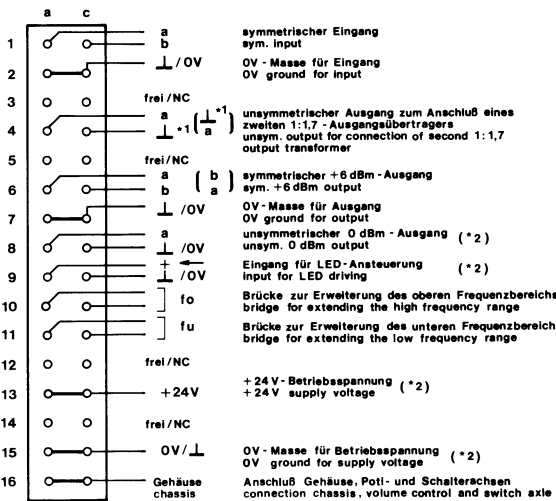 a c
1 a symmetrischer Eingang
b sym. input
2 ⊥/0V 0V - Masse für Eingang
0V ground for input
3 frei/NC
4 a (⊥*1) unsymmetrischer Ausgang zum Anschluß eines
⊥*1 (a) zweiten 1:1,7 - Ausgangsübertragers
unsym. output for connection of second 1:1,7
output transformer
5 frei/NC
6 a (b) symmetrischer +6 dBm - Ausgang
b (a) sym. +6 dBm output
7 ⊥/0V 0V - Masse für Ausgang
0V ground for output
8 a unsymmetrischer 0 dBm - Ausgang (*2)
⊥/0V unsym. 0 dBm output
9 + ← Eingang für LED-Ansteuerung (*2)
⊥/0V input for LED driving
10 ] fo Brücke zur Erweiterung des oberen Frequenzbereichs
bridge for extending the high frequency range
11 ] fu Brücke zur Erweiterung des unteren Frequenzbereichs
bridge for extending the low frequency range
12 frei/NC
13 +24V +24V - Betriebsspannung (*2)
+24V supply voltage
14 frei/NC
15 0V/⊥ 0V - Masse für Betriebsspannung (*2)
0V ground for supply voltage
16 Gehäuse Anschluß Gehäuse, Poti- und Schalterachsen
chassis connection chassis, volume control and switch axle